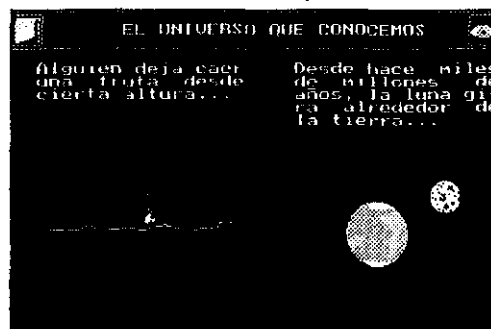 EL UNIVERSO QUE CONOCEMOS
Alguien deja caer
una fruta desde
cierta altura...
Desde hace miles
de millones de
años, la luna gi
ra alrededor de
la tierra...